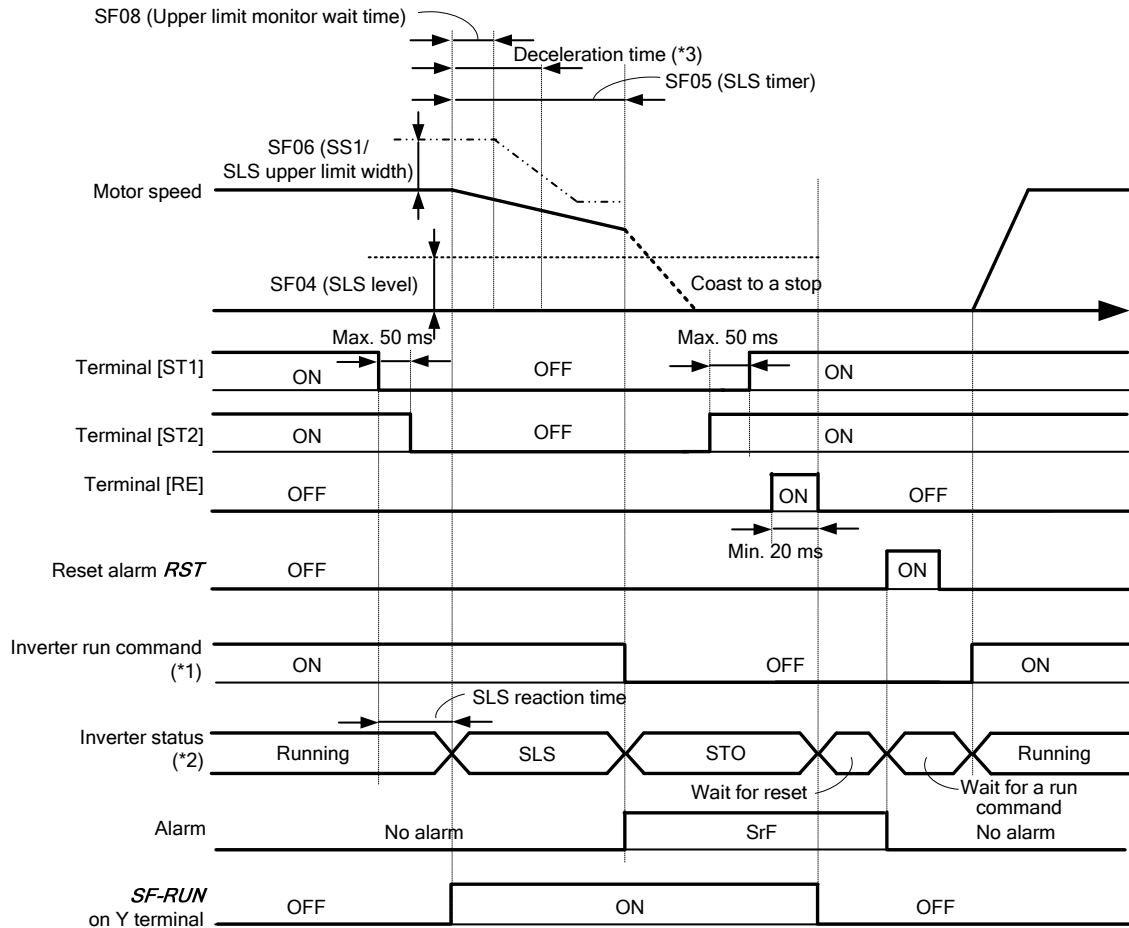 SF08 (Upper limit monitor wait time)
Deceleration time (*3)
SF05 (SLS timer)
SF06 (SS1/
SLS upper limit width)
Motor speed
SF04 (SLS level)
Coast to a stop
Max. 50 ms
Max. 50 ms
Terminal [ST1]
ON
OFF
ON
Terminal [ST2]
ON
OFF
ON
Terminal [RE]
OFF
ON
OFF
Min. 20 ms
Reset alarm RST
OFF
ON
Inverter run command
(*1)
ON
OFF
ON
SLS reaction time
Inverter status
(*2)
Running
SLS
STO
Running
Wait for reset
Wait for a run
command
Alarm
No alarm
SrF
No alarm
SF-RUN
on Y terminal
OFF
ON
OFF